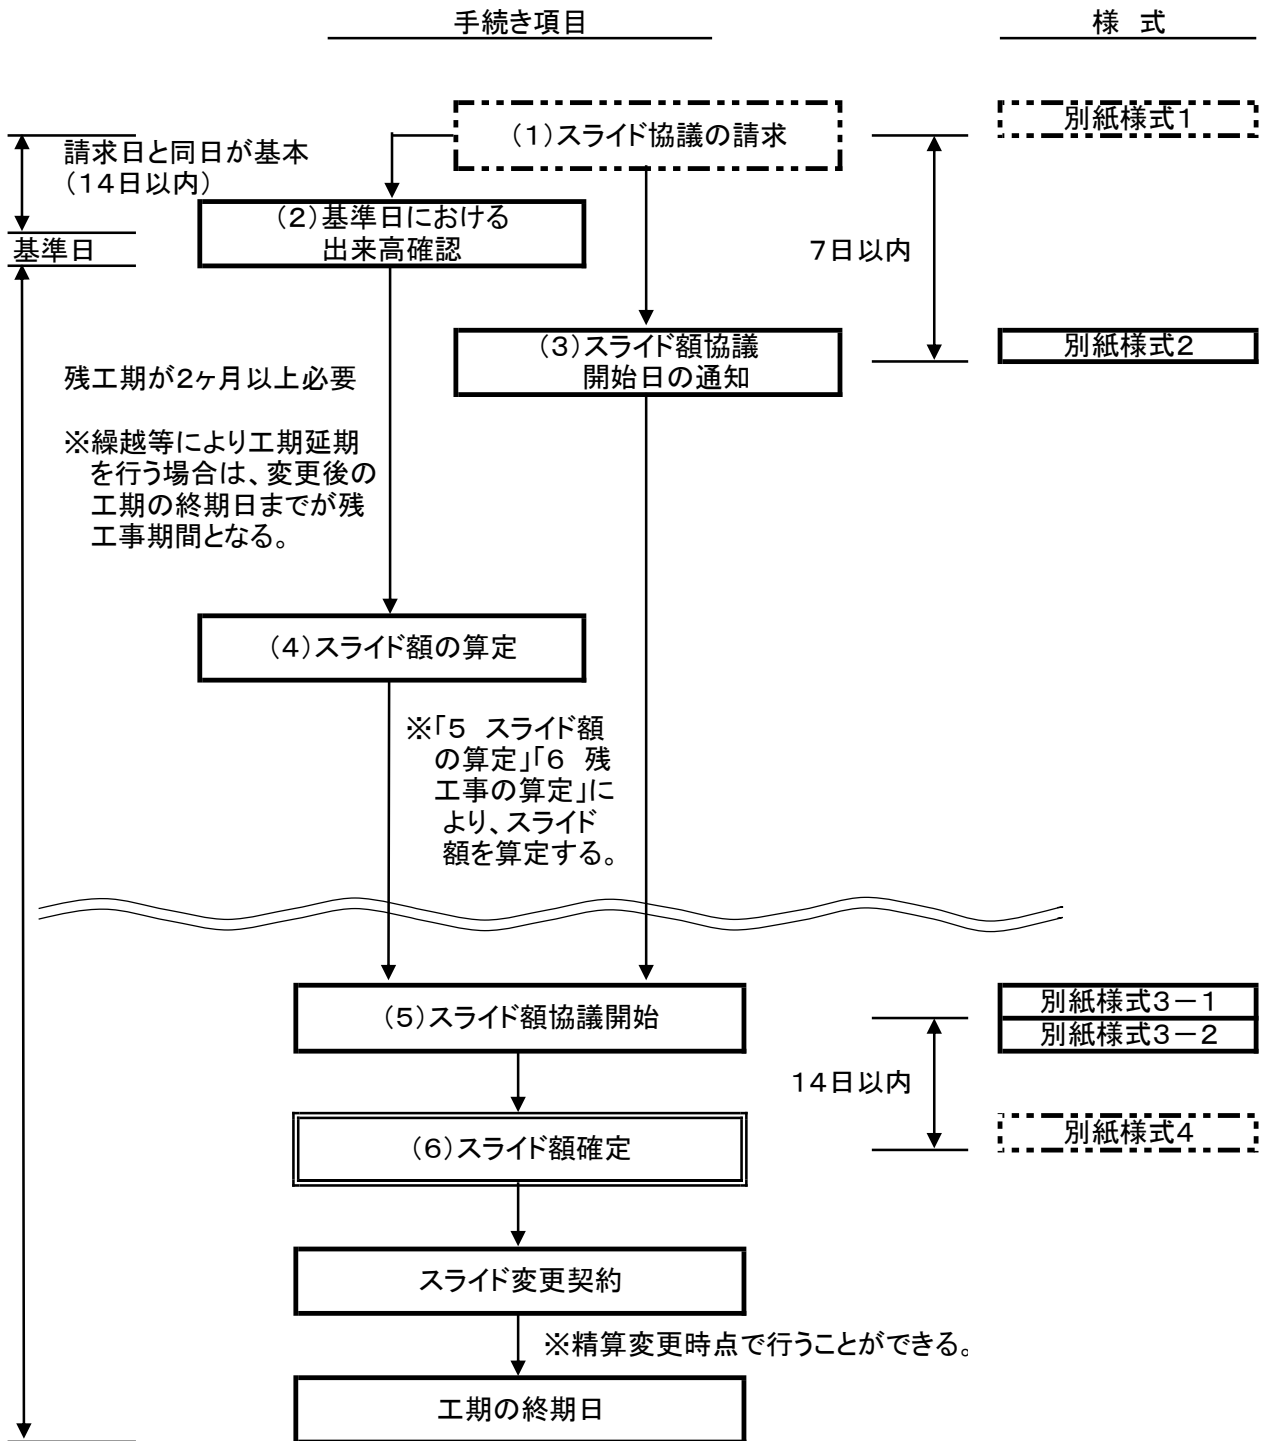 手続き項目
様　式
（１）スライド協議の請求
別紙様式１
請求日と同日が基本
（１４日以内）
（２）基準日における
出来高確認
基準日
７日以内
（３）スライド額協議
開始日の通知
別紙様式２
残工期が２ヶ月以上必要
※繰越等により工期延期
を行う場合は、変更後の
工期の終期日までが残
工事期間となる。
（４）スライド額の算定
※「５　スライド額
の算定」「６　残
工事の算定」に
より、スライド
額を算定する。
（５）スライド額協議開始
別紙様式３－１
別紙様式３－２
１４日以内
（６）スライド額確定
別紙様式４
スライド変更契約
※精算変更時点で行うことができる。
工期の終期日